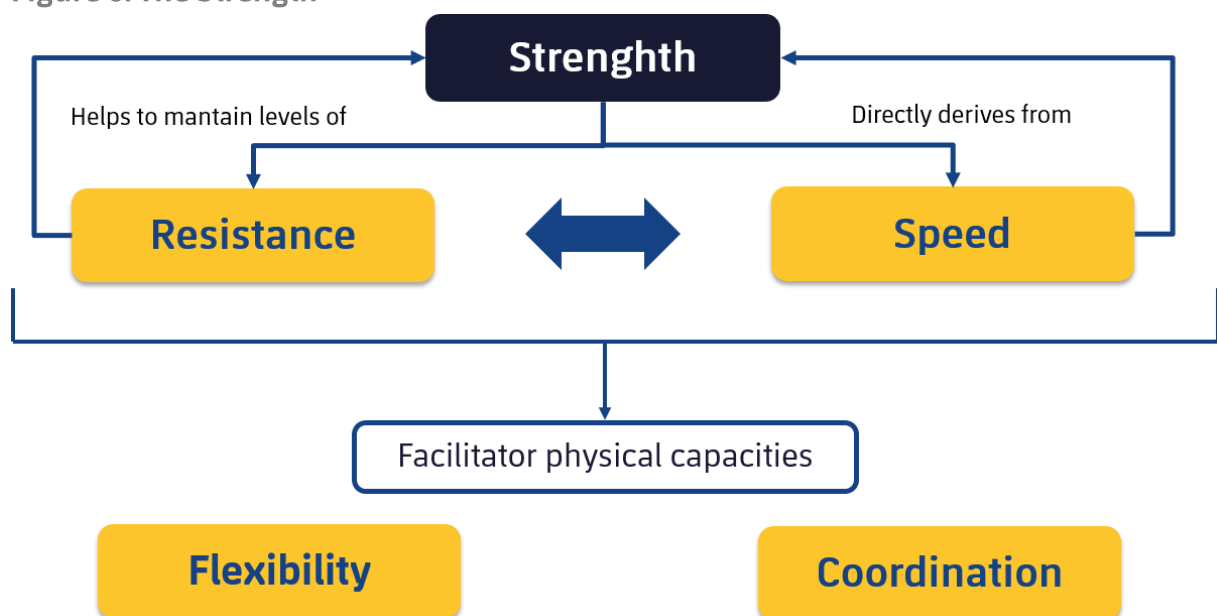 Strenghth
Helps to mantain levels of
Directly derives from
Resistance
Speed
Facilitator physical capacities
Flexibility
Coordination